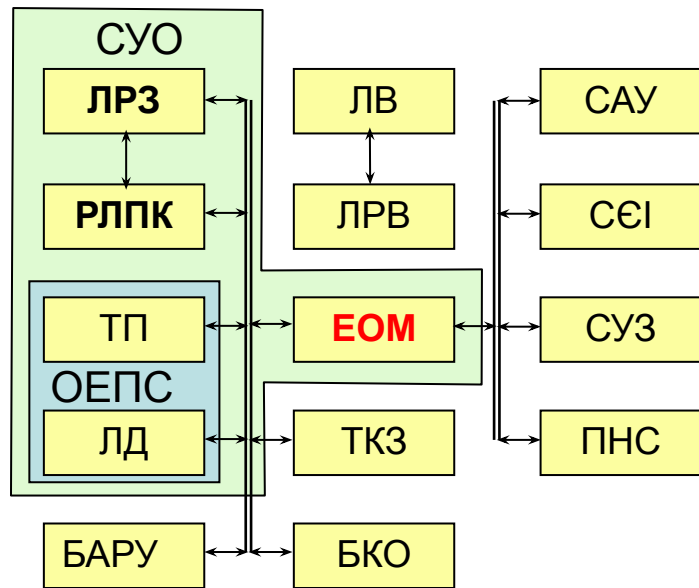 СУО
ЛРЗ
ЛВ
САУ
РЛПК
ЛРВ
СЄІ
ТП
ЕОМ
СУЗ
ОЕПС
ЛД
ТКЗ
ПНС
БАРУ
БКО